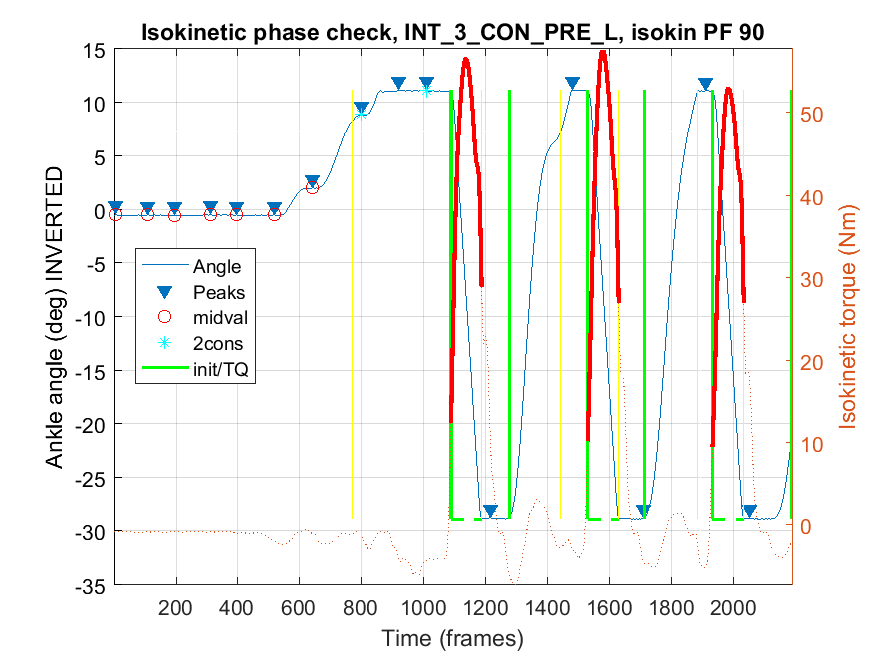 Isokinetic phase check, INT_3_CON_PRE_L, isokin PF 90
15
10
5
0
-5
-10
-15
-20
-25
-30
-35
Ankle angle (deg) INVERTED
Angle
Peaks
midval
2cons
init/TQ
50
40
30
20
10
0
Isokinetic torque (Nm)
200 400 600 800 1000 1200 1400 1600 1800 2000
Time (frames)